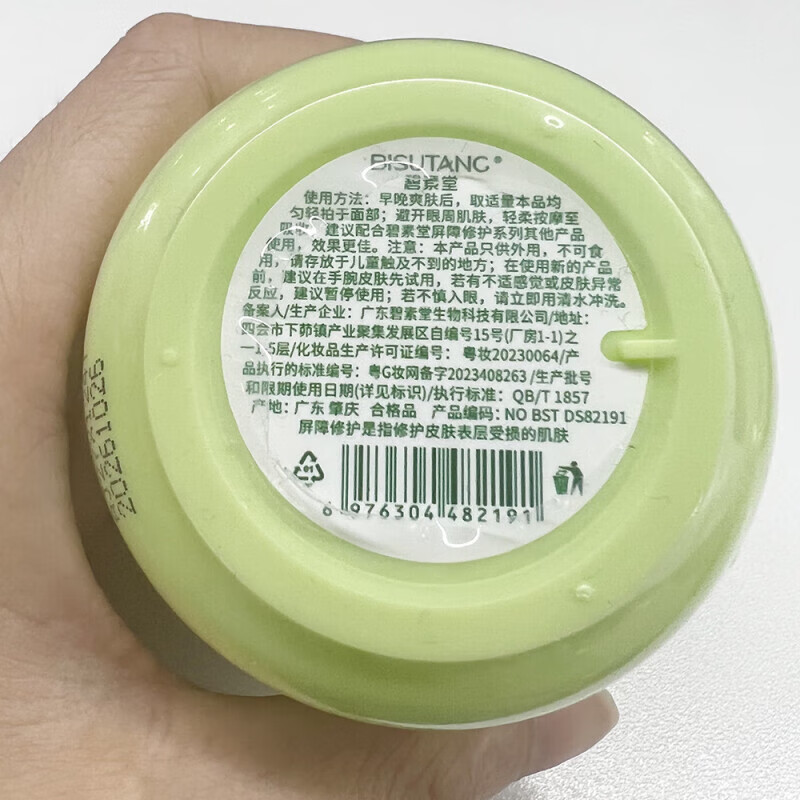 BISUTANG®
碧素堂
使用方法：早晚爽肤后，取适量本品均
匀轻拍于面部；避开眼周肌肤，轻柔按摩至
吸收。建议配合碧素堂屏障修护系列其他产品
使用，效果更佳。注意：本产品只供外用，不可食
用，请存放于儿童触及不到的地方；在使用新的产品
前，建议在手腕皮肤先试用，若有不适感觉或皮肤异常
反应，建议暂停使用；若不慎入眼，请立即用清水冲洗。
备案人/生产企业：广东碧素堂生物科技有限公司/地址：
四会市下茆镇产业聚集发展区自编号15号(厂房1-1)之
一1-5层/化妆品生产许可证编号：粤妆20230064/产
品执行的标准编号：粤G妆网备字2023408263/生产批号
和限期使用日期(详见标识)/执行标准：QB/T 1857
产地：广东 肇庆 合格品 产品编码：NO BST DS82191
屏障修护是指修护皮肤表层受损的肌肤
01
6 976304 482191
20261026